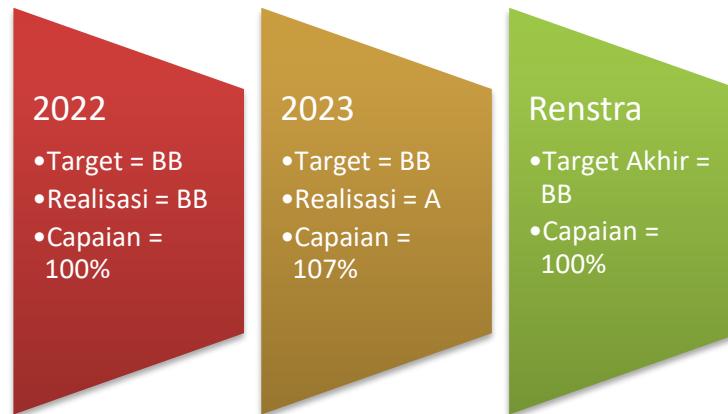 2022
•Target = BB
•Realisasi = BB
•Capaian =
100%
2023
•Target = BB
•Realisasi = A
•Capaian =
107%
Renstra
•Target Akhir =
BB
•Capaian =
100%